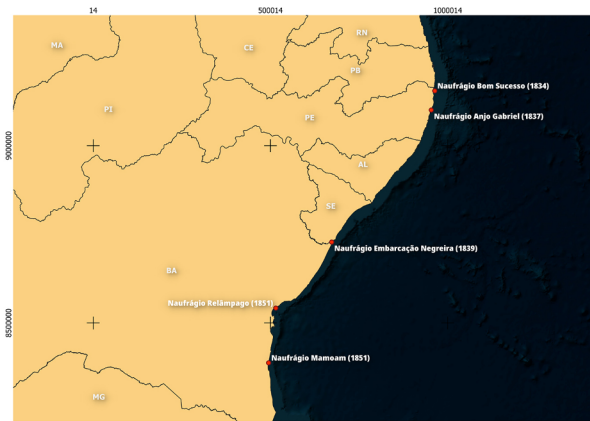 14
500014
1000014
RN
MA
CE
PB
Naufrágio Bom Sucesso (1834)
PI
Naufrágio Anjo Gabriel (1837)
PE
9000000
AL
SE
Naufrágio Embarcação Negreira (1839)
BA
Naufrágio Relâmpago (1851)
8500000
Naufrágio Mamoam (1851)
MG